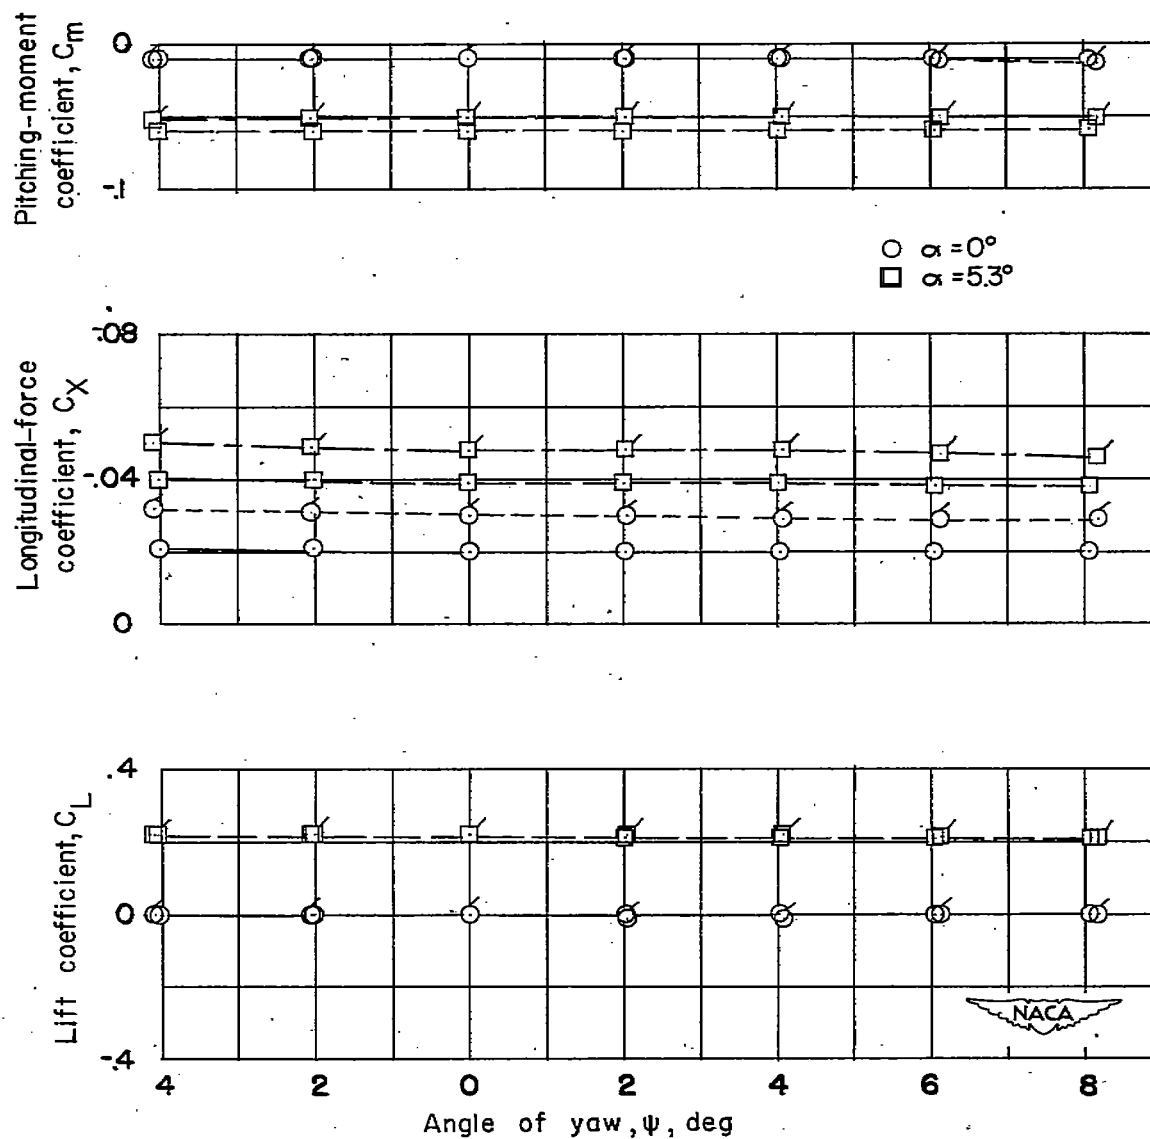 Pitching-moment
coefficient, Cm
0
-.1
○ α = 0°
□ α = 5.3°
Longitudinal-force
coefficient, CX
-.08
-.04
0
Lift coefficient, CL
.4
0
-.4
4 2 0 2 4 6 8
Angle of yaw, ψ, deg
NACA